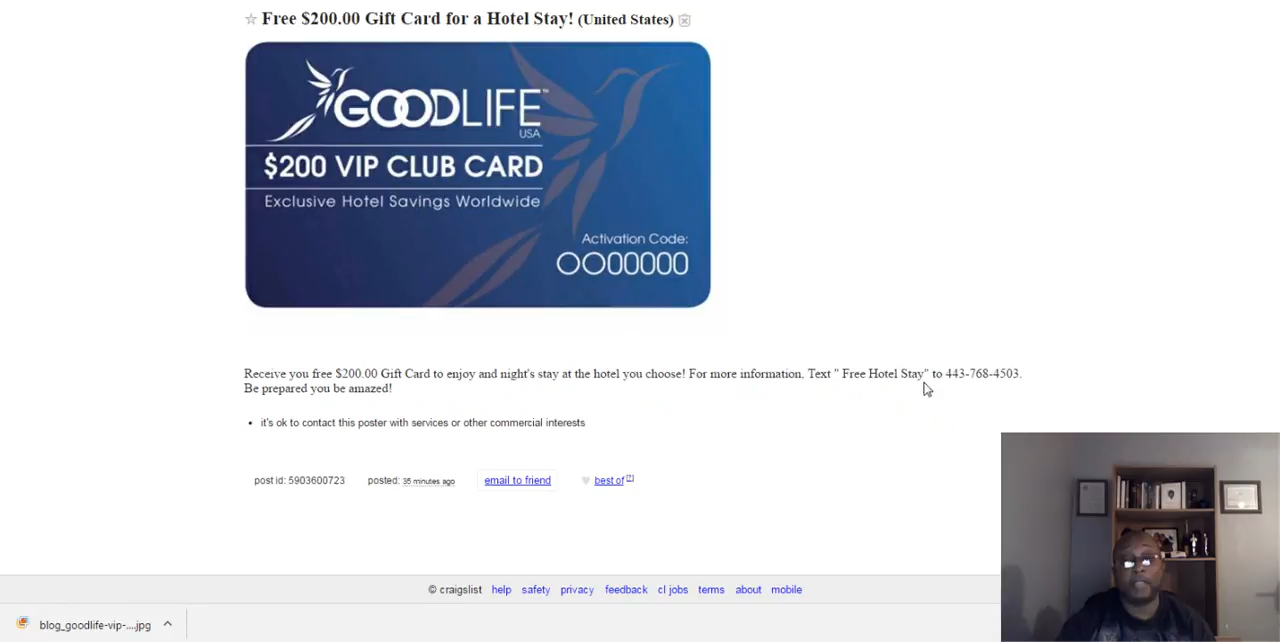 ☆ Free $200.00 Gift Card for a Hotel Stay! (United States)
GOODLIFE™
USA
$200 VIP CLUB CARD
Exclusive Hotel Savings Worldwide
Activation Code:
OO00000
Receive you free $200.00 Gift Card to enjoy and night's stay at the hotel you choose! For more information, Text " Free Hotel Stay" to 443-768-4503.
Be prepared you be amazed!
• it's ok to contact this poster with services or other commercial interests
post id: 5903600723 posted: 35 minutes ago email to friend best of [?]
© craigslist help safety privacy feedback cl jobs terms about mobile
blog_goodlife-vip-....jpg